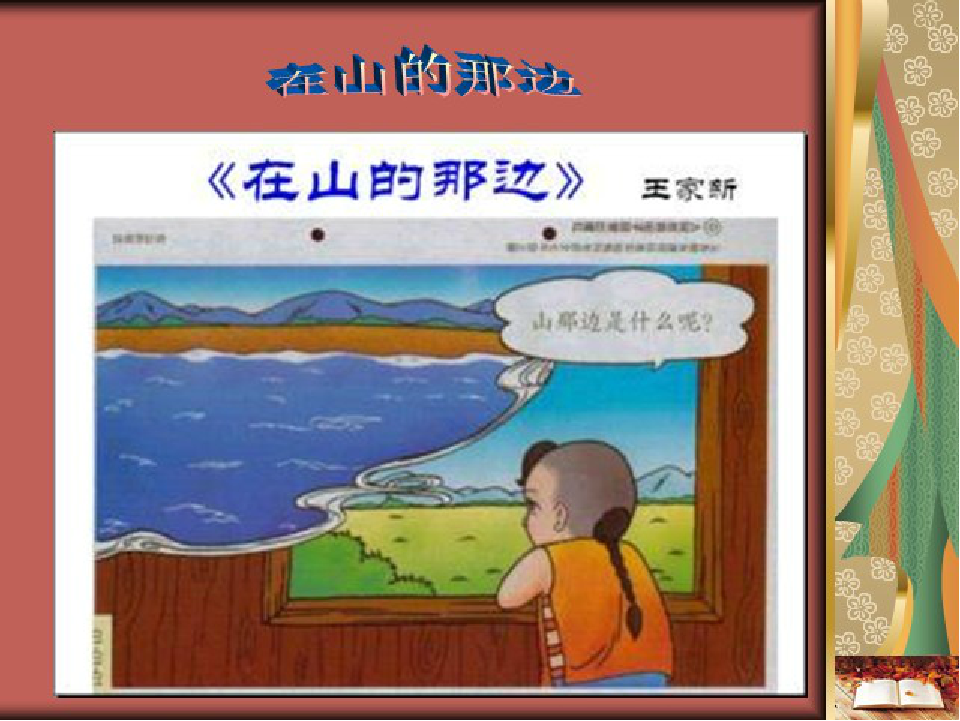 在山的那边
《在山的那边》 王家新
山那边是什么呢？